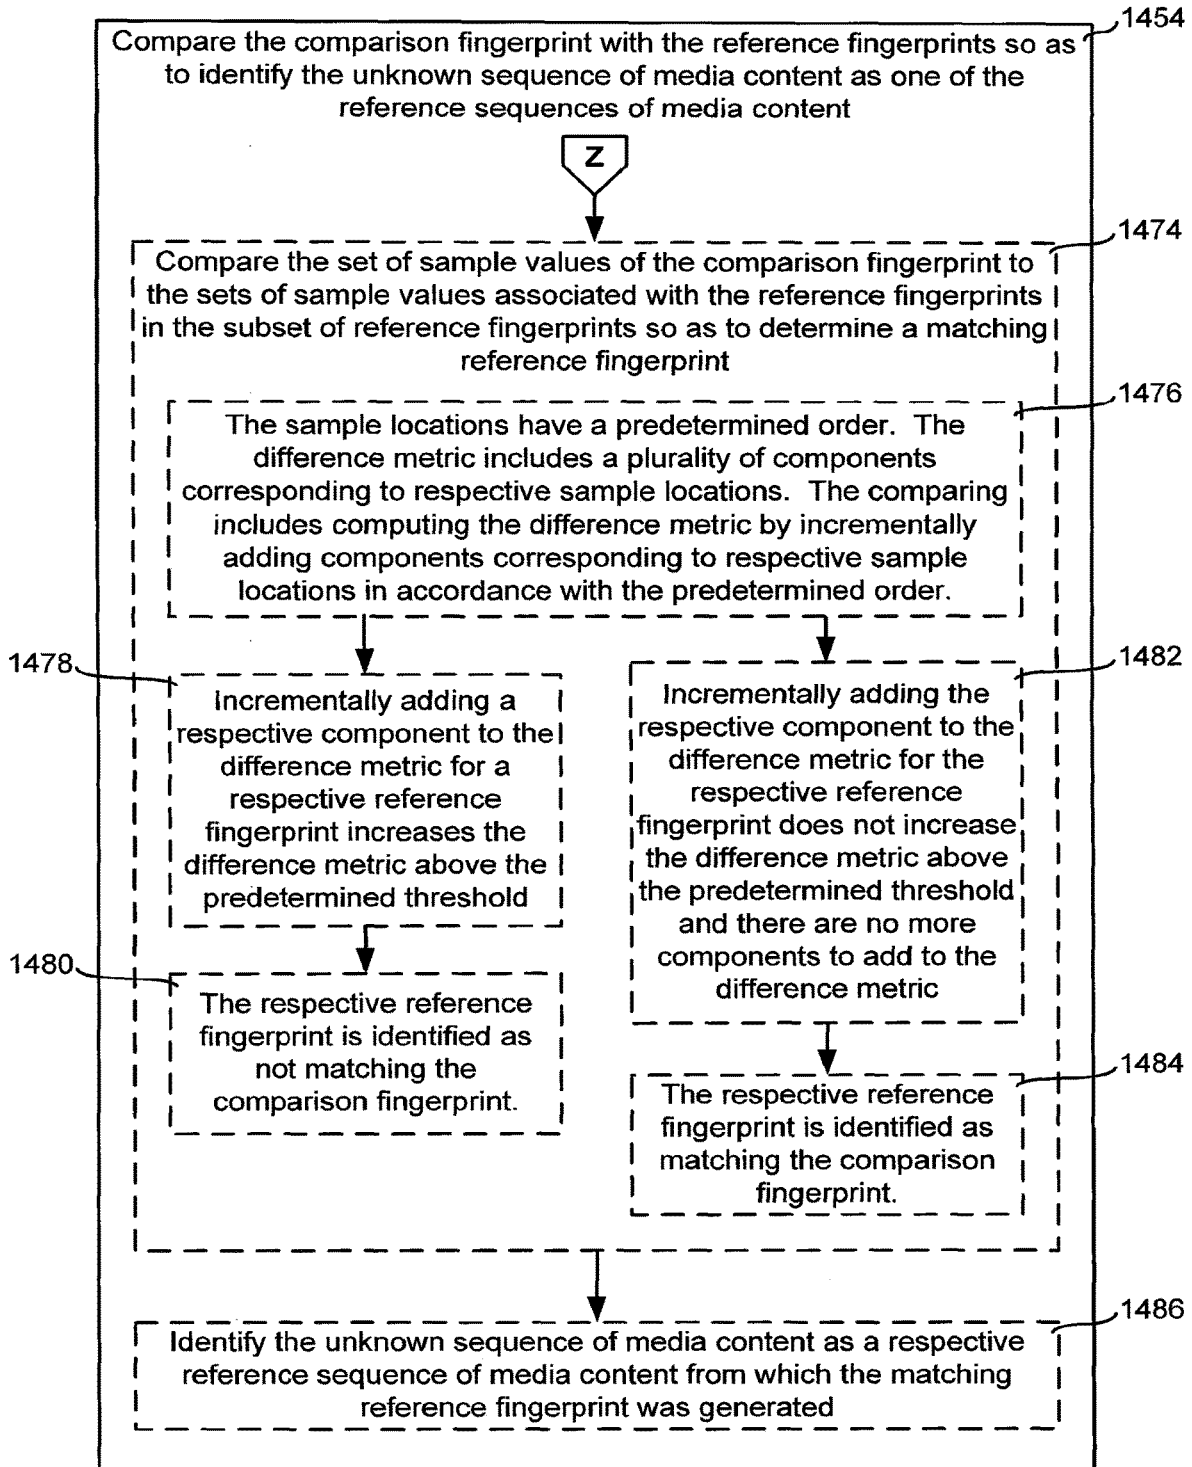 1454
Compare the comparison fingerprint with the reference fingerprints so as
to identify the unknown sequence of media content as one of the
reference sequences of media content
Z
1474
Compare the set of sample values of the comparison fingerprint to
the sets of sample values associated with the reference fingerprints
in the subset of reference fingerprints so as to determine a matching
reference fingerprint
1476
The sample locations have a predetermined order. The
difference metric includes a plurality of components
corresponding to respective sample locations. The comparing
includes computing the difference metric by incrementally
adding components corresponding to respective sample
locations in accordance with the predetermined order.
1478
Incrementally adding a
respective component to the
difference metric for a
respective reference
fingerprint increases the
difference metric above the
predetermined threshold
1480
The respective reference
fingerprint is identified as
not matching the
comparison fingerprint.
1482
Incrementally adding the
respective component to the
difference metric for the
respective reference
fingerprint does not increase
the difference metric above
the predetermined threshold
and there are no more
components to add to the
difference metric
1484
The respective reference
fingerprint is identified as
matching the comparison
fingerprint.
1486
Identify the unknown sequence of media content as a respective
reference sequence of media content from which the matching
reference fingerprint was generated